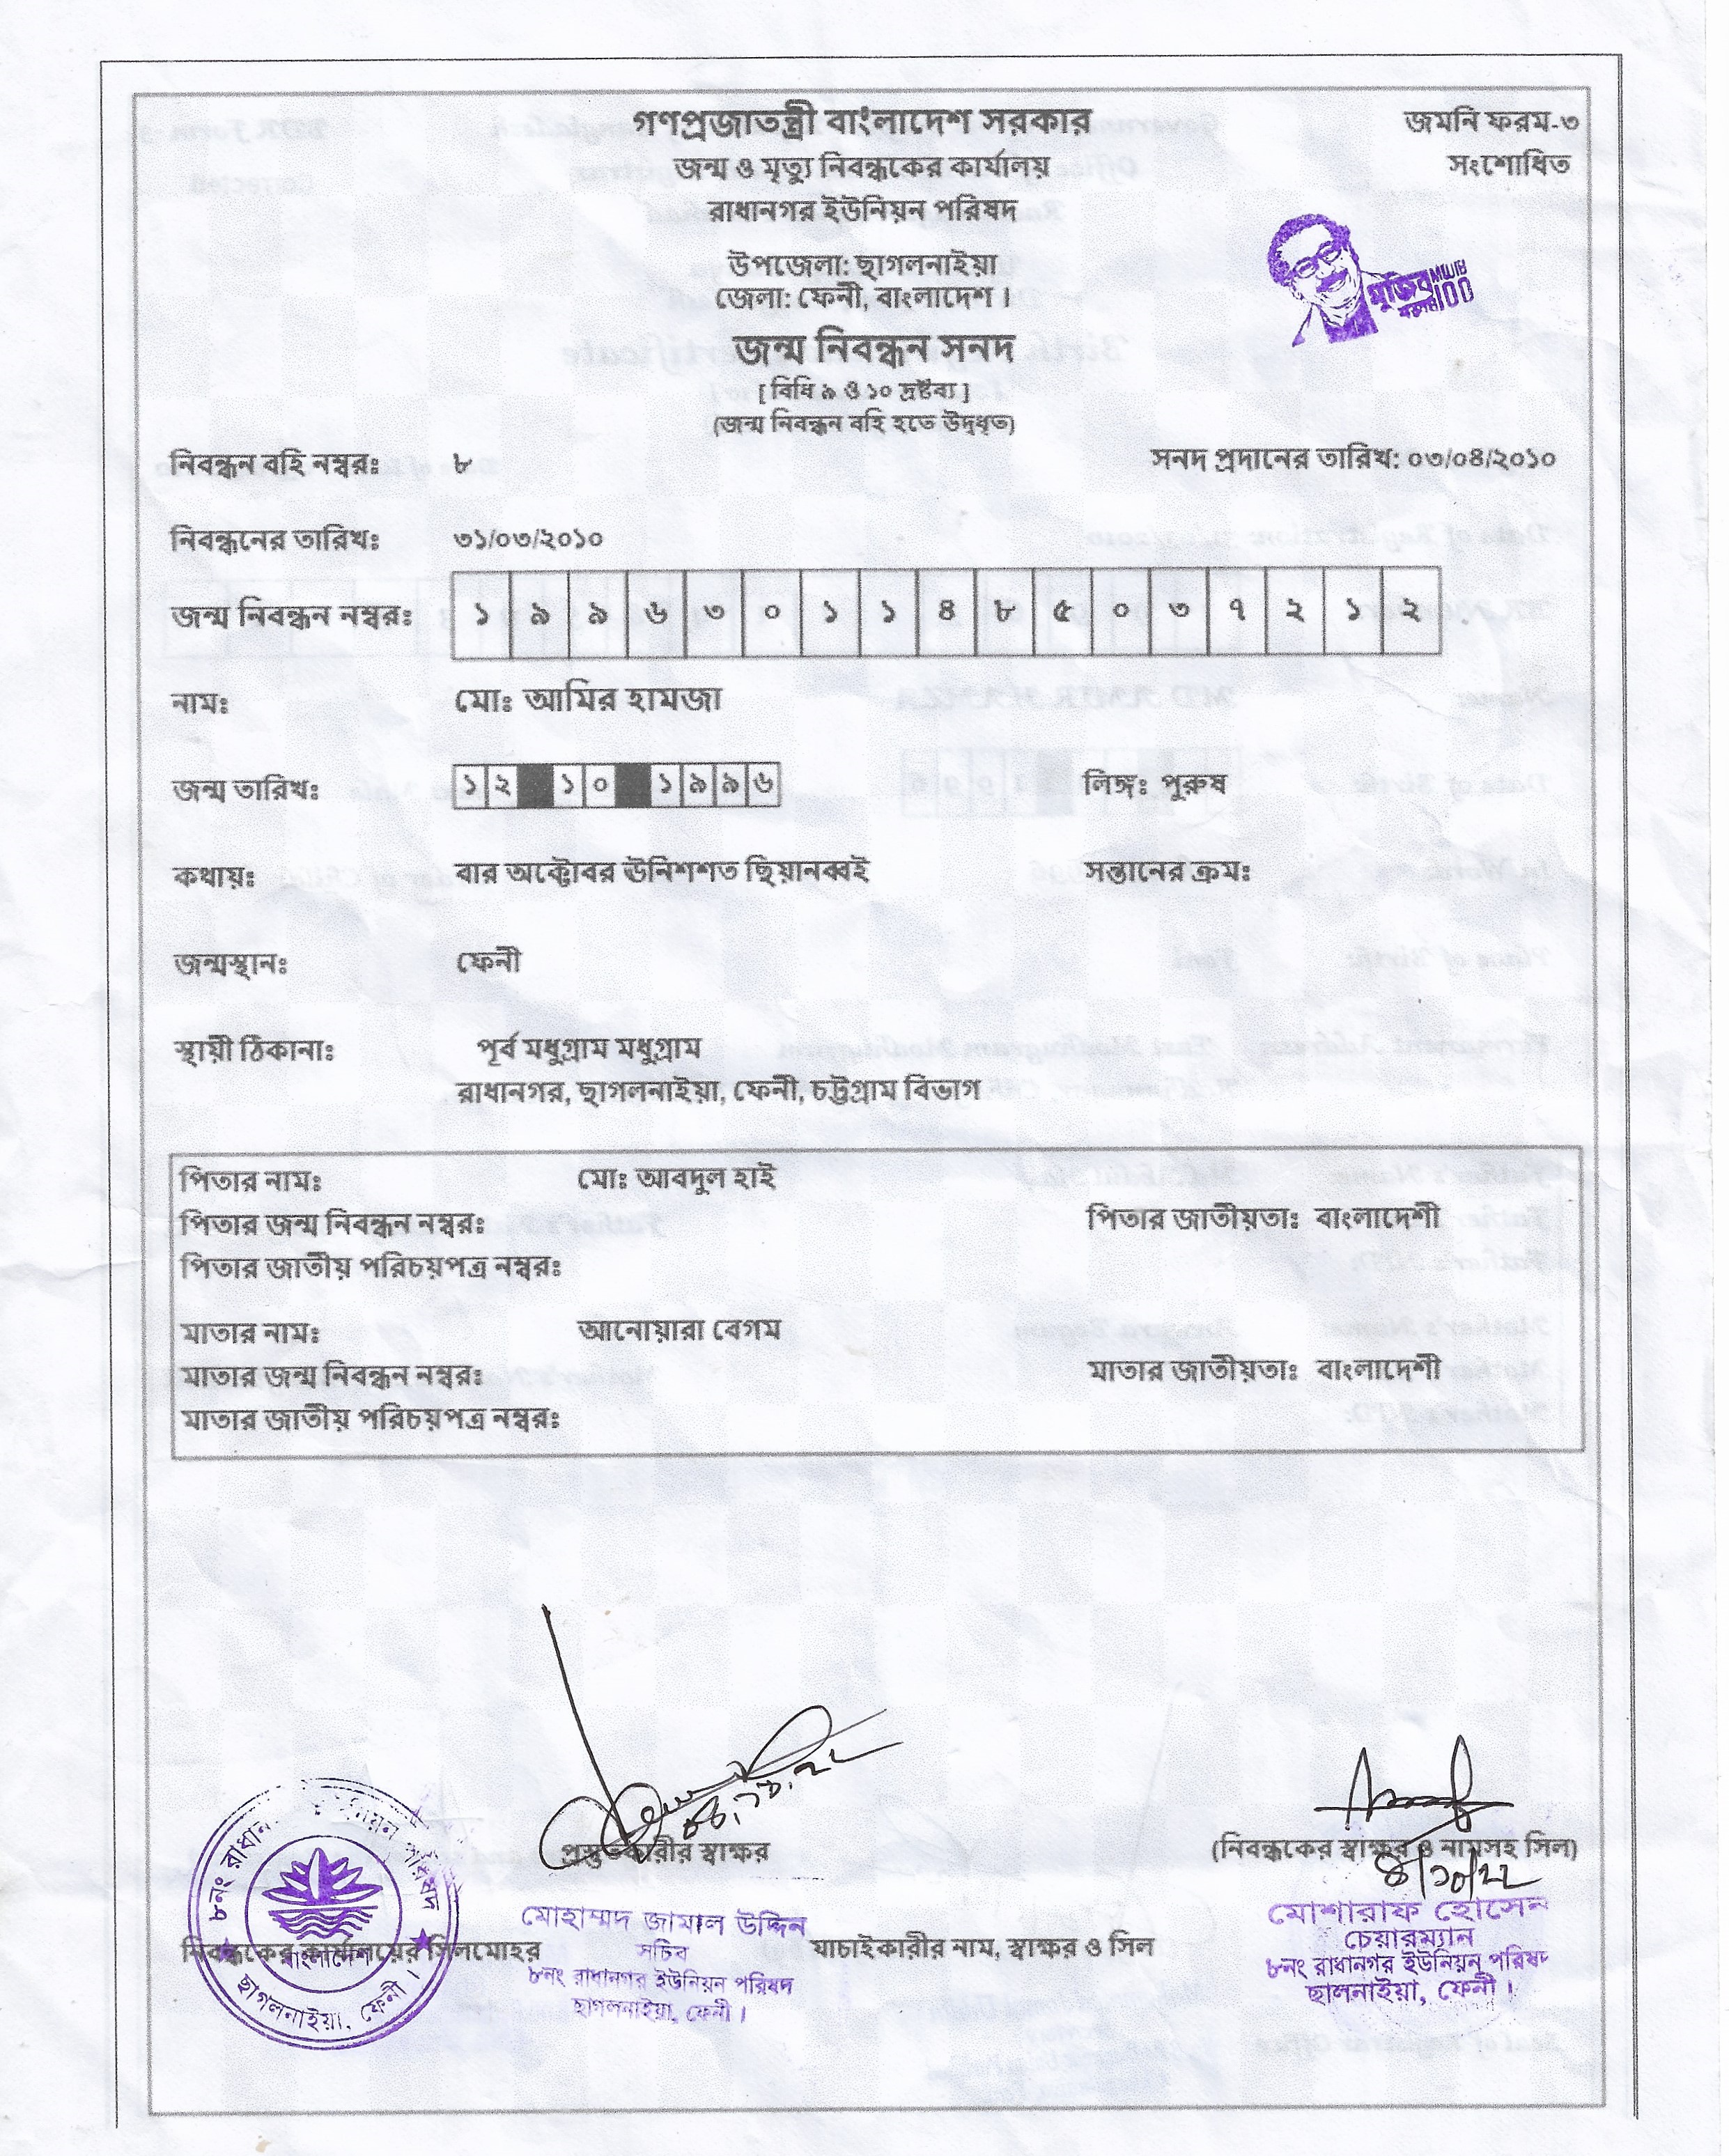 গণপ্রজাতন্ত্রী বাংলাদেশ সরকার
জমনি ফরম-৩
জন্ম ও মৃত্যু নিবন্ধকের কার্যালয়
সংশোধিত
রাধানগর ইউনিয়ন পরিষদ
উপজেলা: ছাগলনাইয়া
জেলা: ফেনী, বাংলাদেশ।
মুজিব MUJIB
100
জন্ম নিবন্ধন সনদ
[ বিধি ৯ ও ১০ দ্রষ্টব্য ]
(জন্ম নিবন্ধন বহি হতে উদ্ধৃত)
নিবন্ধন বহি নম্বরঃ ৮ সনদ প্রদানের তারিখ: ০৩/০৪/২০১০
নিবন্ধনের তারিখঃ ৩১/০৩/২০১০
জন্ম নিবন্ধন নম্বরঃ ১ ৯ ৯ ৬ ৩ ০ ১ ১ ৪ ৮ ৫ ০ ৩ ৭ ২ ১ ২
নামঃ মোঃ আমির হামজা
জন্ম তারিখঃ ১ ২ ১ ০ ১ ৯ ৯ ৬ লিঙ্গঃ পুরুষ
কথায়ঃ বার অক্টোবর ঊনিশশত ছিয়ানব্বই সন্তানের ক্রমঃ
জন্মস্থানঃ ফেনী
স্থায়ী ঠিকানাঃ পূর্ব মধুগ্রাম মধুগ্রাম
রাধানগর, ছাগলনাইয়া, ফেনী, চট্টগ্রাম বিভাগ
পিতার নামঃ মোঃ আবদুল হাই
পিতার জন্ম নিবন্ধন নম্বরঃ পিতার জাতীয়তাঃ বাংলাদেশী
পিতার জাতীয় পরিচয়পত্র নম্বরঃ
মাতার নামঃ আনোয়ারা বেগম
মাতার জন্ম নিবন্ধন নম্বরঃ মাতার জাতীয়তাঃ বাংলাদেশী
মাতার জাতীয় পরিচয়পত্র নম্বরঃ
প্রস্তুতকারীর স্বাক্ষর
(নিবন্ধকের স্বাক্ষর ও নামসহ সিল)
৪/১০/২২
মোহাম্মদ জামাল উদ্দিন
সচিব
৮নং রাধানগর ইউনিয়ন পরিষদ
ছাগলনাইয়া, ফেনী।
মোশারাফ হোসেন
চেয়ারম্যান
৮নং রাধানগর ইউনিয়ন পরিষদ
ছালনাইয়া, ফেনী।
নিবন্ধকের কার্যালয়ের সিলমোহর
যাচাইকারীর নাম, স্বাক্ষর ও সিল
৮নং পরিষদ
বাংলাদেশ
ছাগলনাইয়া, ফেনী।